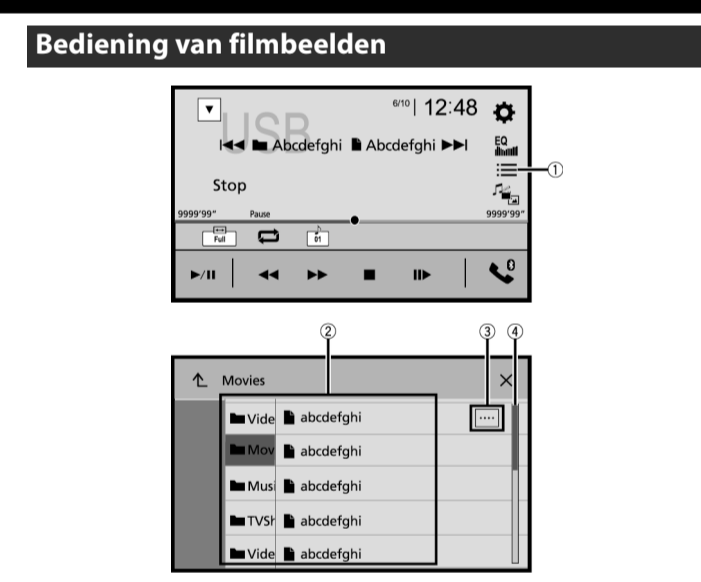 Bediening van filmbeelden
6/10 | 12:48
USB
EQ
Abcdefghi Abcdefghi
①
Stop
9999'99" Pause 9999'99"
Full 01
0
② ③ ④
Movies
Vide abcdefghi
Mov abcdefghi
Musi abcdefghi
TVSh abcdefghi
Vide abcdefghi